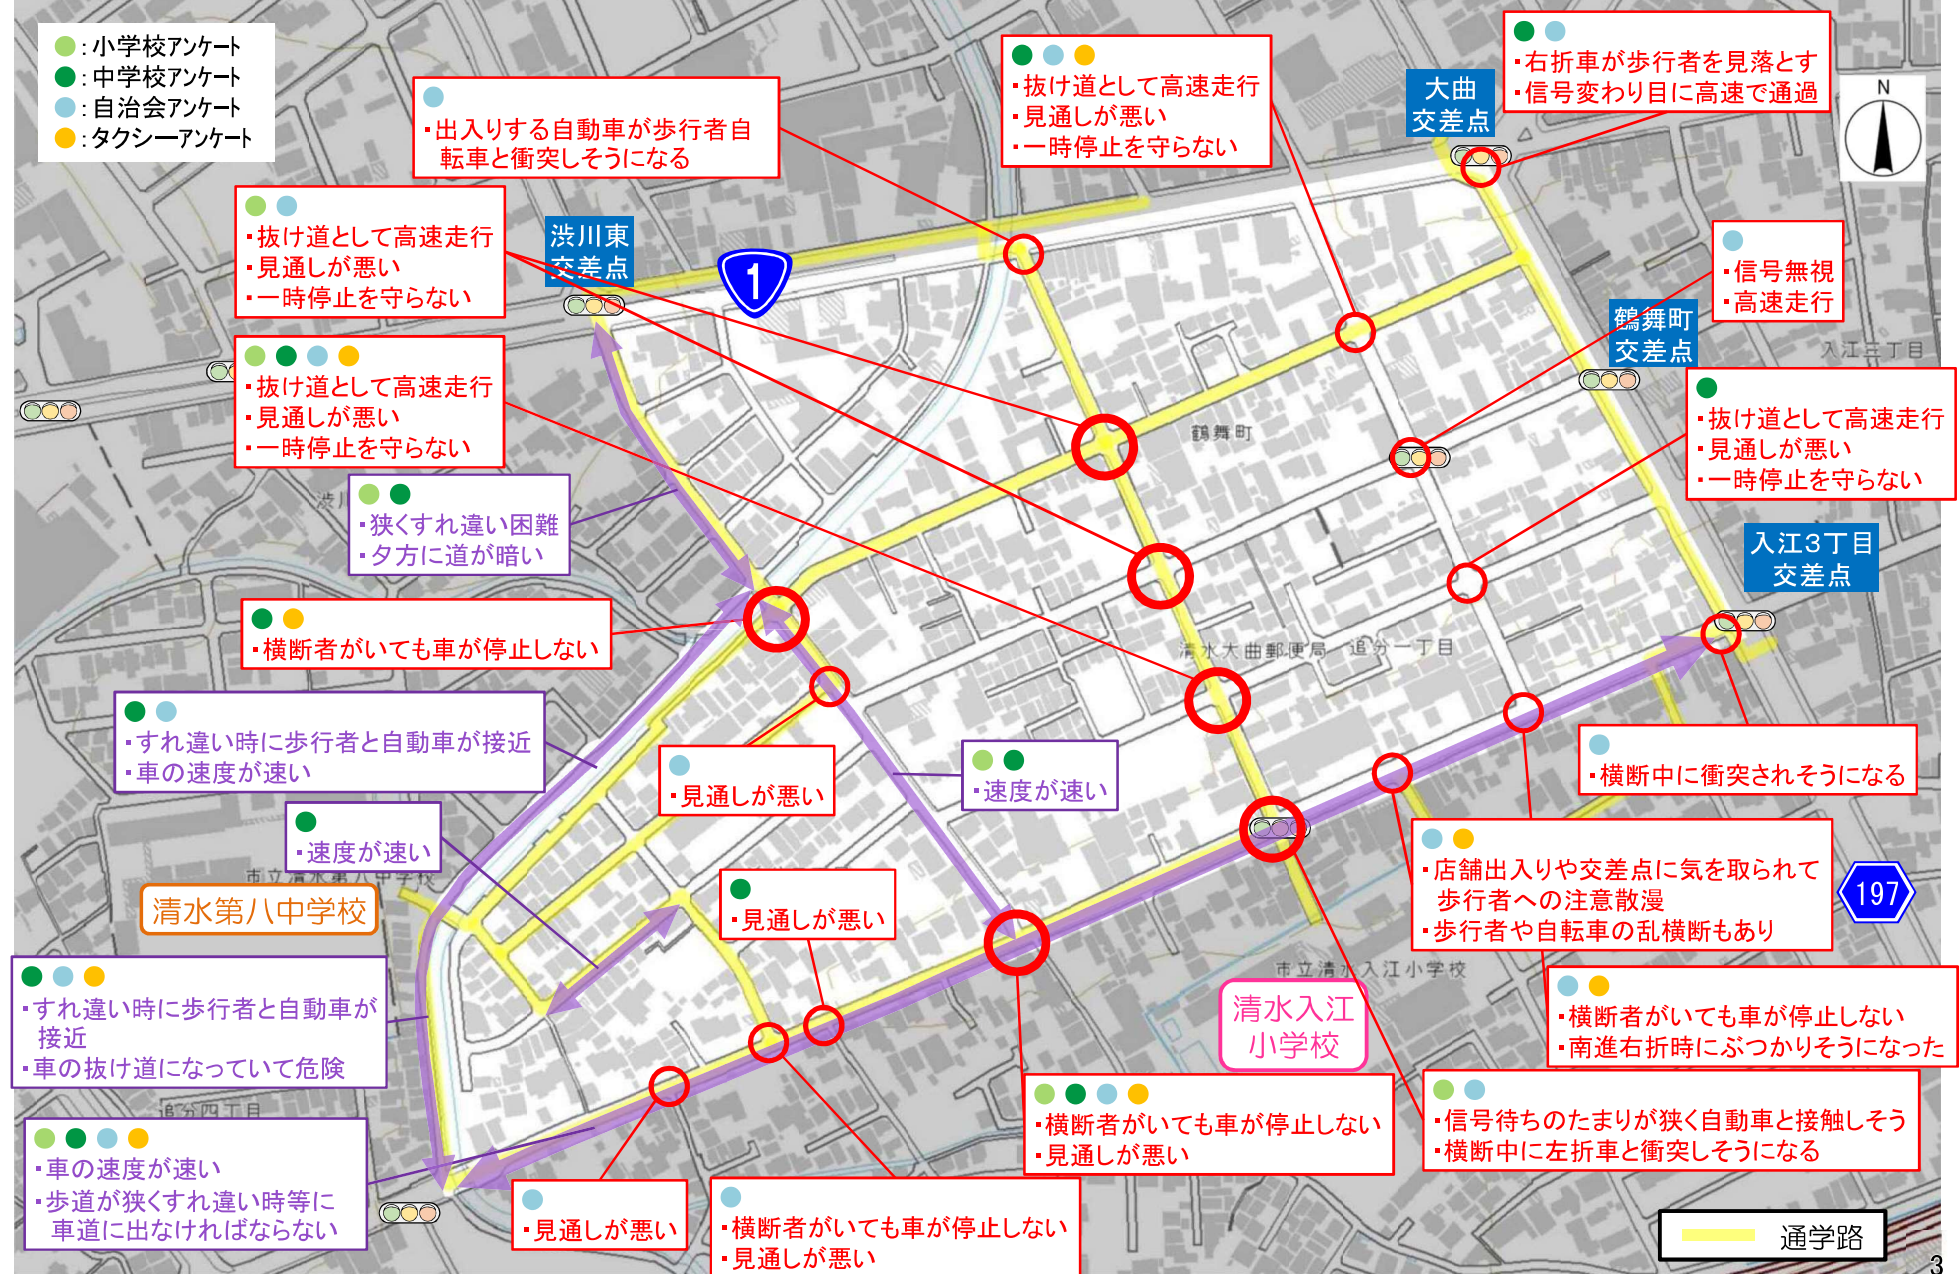 ：小学校アンケート
：中学校アンケート
：自治会アンケート
：タクシーアンケート
・出入りする自動車が歩行者自
転車と衝突しそうになる
・抜け道として高速走行
・見通しが悪い
・一時停止を守らない
大曲
交差点
・右折車が歩行者を見落とす
・信号変わり目に高速で通過
N
・抜け道として高速走行
・見通しが悪い
・一時停止を守らない
渋川東
交差点
1
・信号無視
・高速走行
鶴舞町
交差点
入江三丁目
・抜け道として高速走行
・見通しが悪い
・一時停止を守らない
・抜け道として高速走行
・見通しが悪い
・一時停止を守らない
鶴舞町
渋川
・狭くすれ違い困難
・夕方に道が暗い
入江3丁目
交差点
・横断者がいても車が停止しない
清水大曲郵便局
追分一丁目
・すれ違い時に歩行者と自動車が接近
・車の速度が速い
・見通しが悪い
・速度が速い
・横断中に衝突されそうになる
・速度が速い
市立清水第八中学校
清水第八中学校
・見通しが悪い
・店舗出入りや交差点に気を取られて
歩行者への注意散漫
・歩行者や自転車の乱横断もあり
197
・すれ違い時に歩行者と自動車が
接近
・車の抜け道になっていて危険
市立清水入江小学校
清水入江
小学校
・横断者がいても車が停止しない
・南進右折時にぶつかりそうになった
追分四丁目
・車の速度が速い
・歩道が狭くすれ違い時等に
車道に出なければならない
・見通しが悪い
・横断者がいても車が停止しない
・見通しが悪い
・横断者がいても車が停止しない
・見通しが悪い
・信号待ちのたまりが狭く自動車と接触しそう
・横断中に左折車と衝突しそうになる
通学路
3